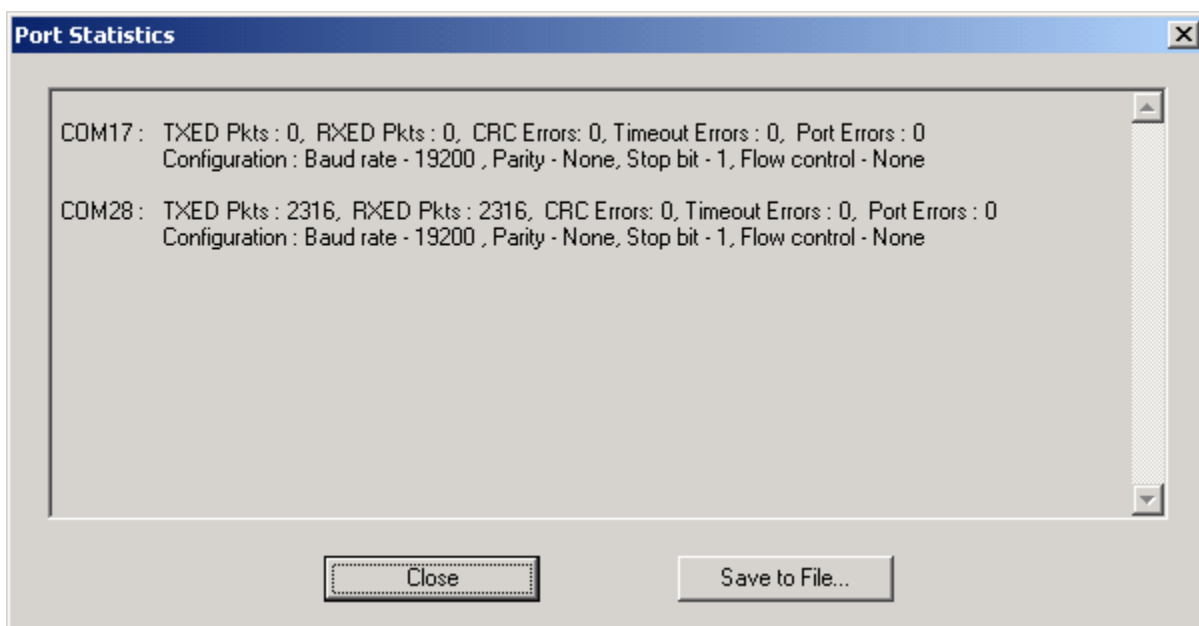 Port Statistics
COM17 : TXED Pkts : 0, RXED Pkts : 0, CRC Errors: 0, Timeout Errors : 0, Port Errors : 0
Configuration : Baud rate - 19200 , Parity - None, Stop bit - 1, Flow control - None
COM28 : TXED Pkts : 2316, RXED Pkts : 2316, CRC Errors: 0, Timeout Errors : 0, Port Errors : 0
Configuration : Baud rate - 19200 , Parity - None, Stop bit - 1, Flow control - None
Close
Save to File...